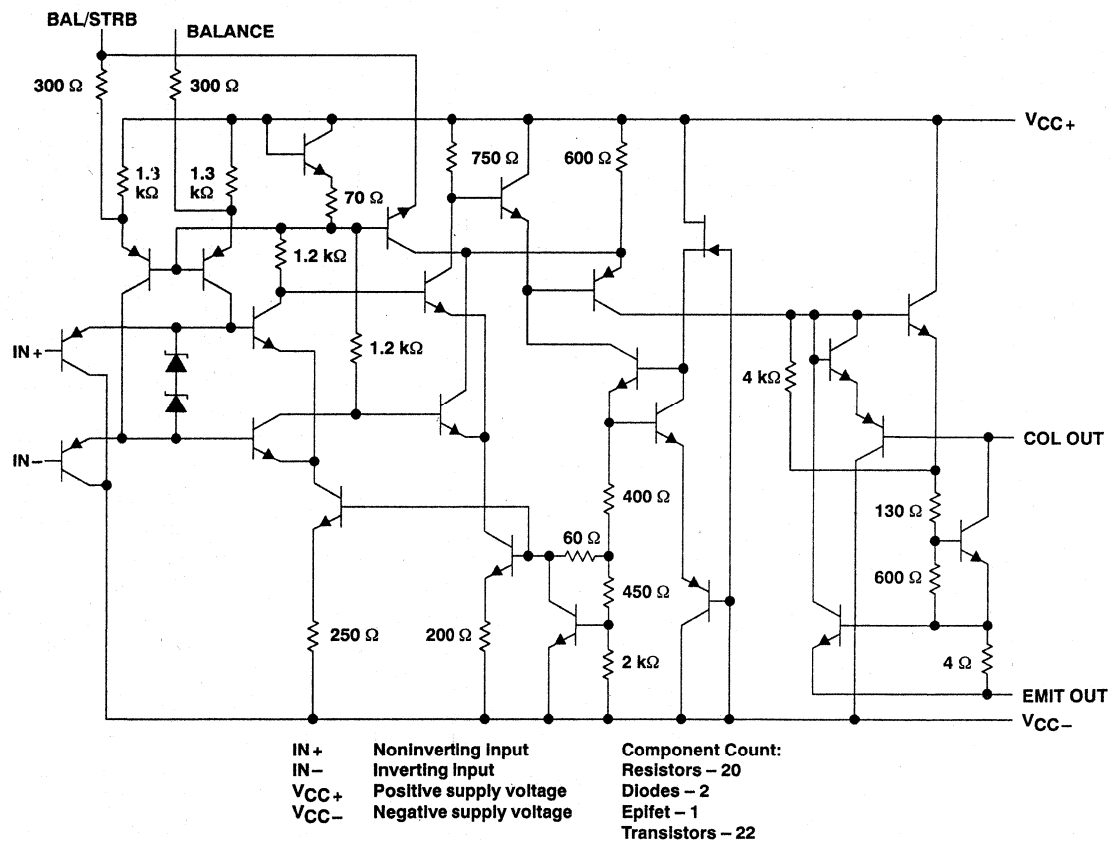 BAL/STRB
BALANCE
300 Ω
300 Ω
VCC+
1.3
kΩ
1.3
kΩ
70 Ω
750 Ω
600 Ω
1.2 kΩ
IN+
1.2 kΩ
4 kΩ
COL OUT
IN−
400 Ω
130 Ω
60 Ω
600 Ω
450 Ω
250 Ω
200 Ω
2 kΩ
4 Ω
EMIT OUT
VCC−
IN+ Noninverting input
IN− Inverting input
VCC+ Positive supply voltage
VCC− Negative supply voltage
Component Count:
Resistors – 20
Diodes – 2
Epifet – 1
Transistors – 22